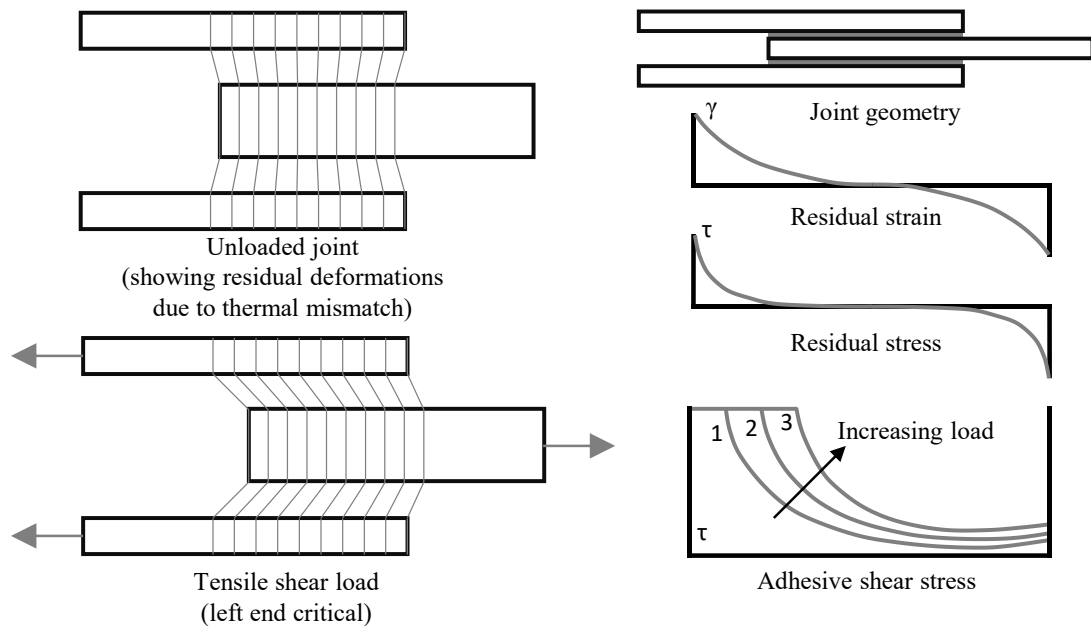 Unloaded joint
(showing residual deformations
due to thermal mismatch)
Tensile shear load
(left end critical)
Joint geometry
γ
Residual strain
τ
Residual stress
1
2
3
Increasing load
τ
Adhesive shear stress